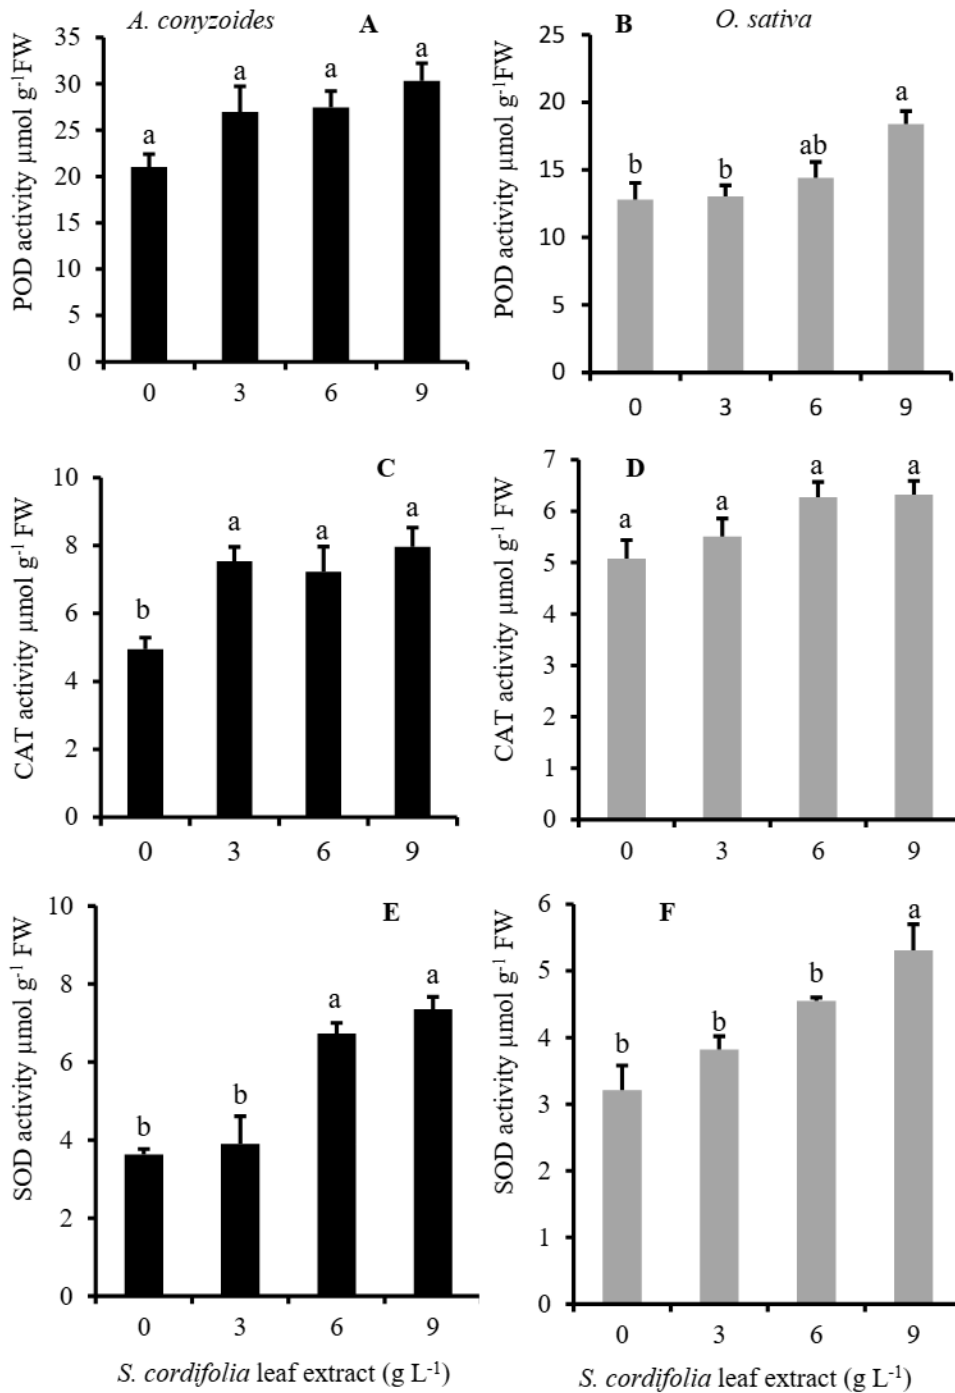 A. conyzoides A
POD activity µmol g⁻¹FW
35
30
25
20
15
10
5
0
a a a a
0 3 6 9
B O. sativa
POD activity µmol g⁻¹FW
25
20
15
10
5
0
b b ab a
0 3 6 9
C
CAT activity µmol g⁻¹ FW
10
8
6
4
2
0
b a a a
0 3 6 9
D
CAT activity µmol g⁻¹ FW
7
6
5
4
3
2
1
0
a a a a
0 3 6 9
E
SOD activity µmol g⁻¹ FW
10
8
6
4
2
0
b b a a
0 3 6 9
S. cordifolia leaf extract (g L⁻¹)
F
SOD activity µmol g⁻¹ FW
6
5
4
3
2
1
0
b b b a
0 3 6 9
S. cordifolia leaf extract (g L⁻¹)